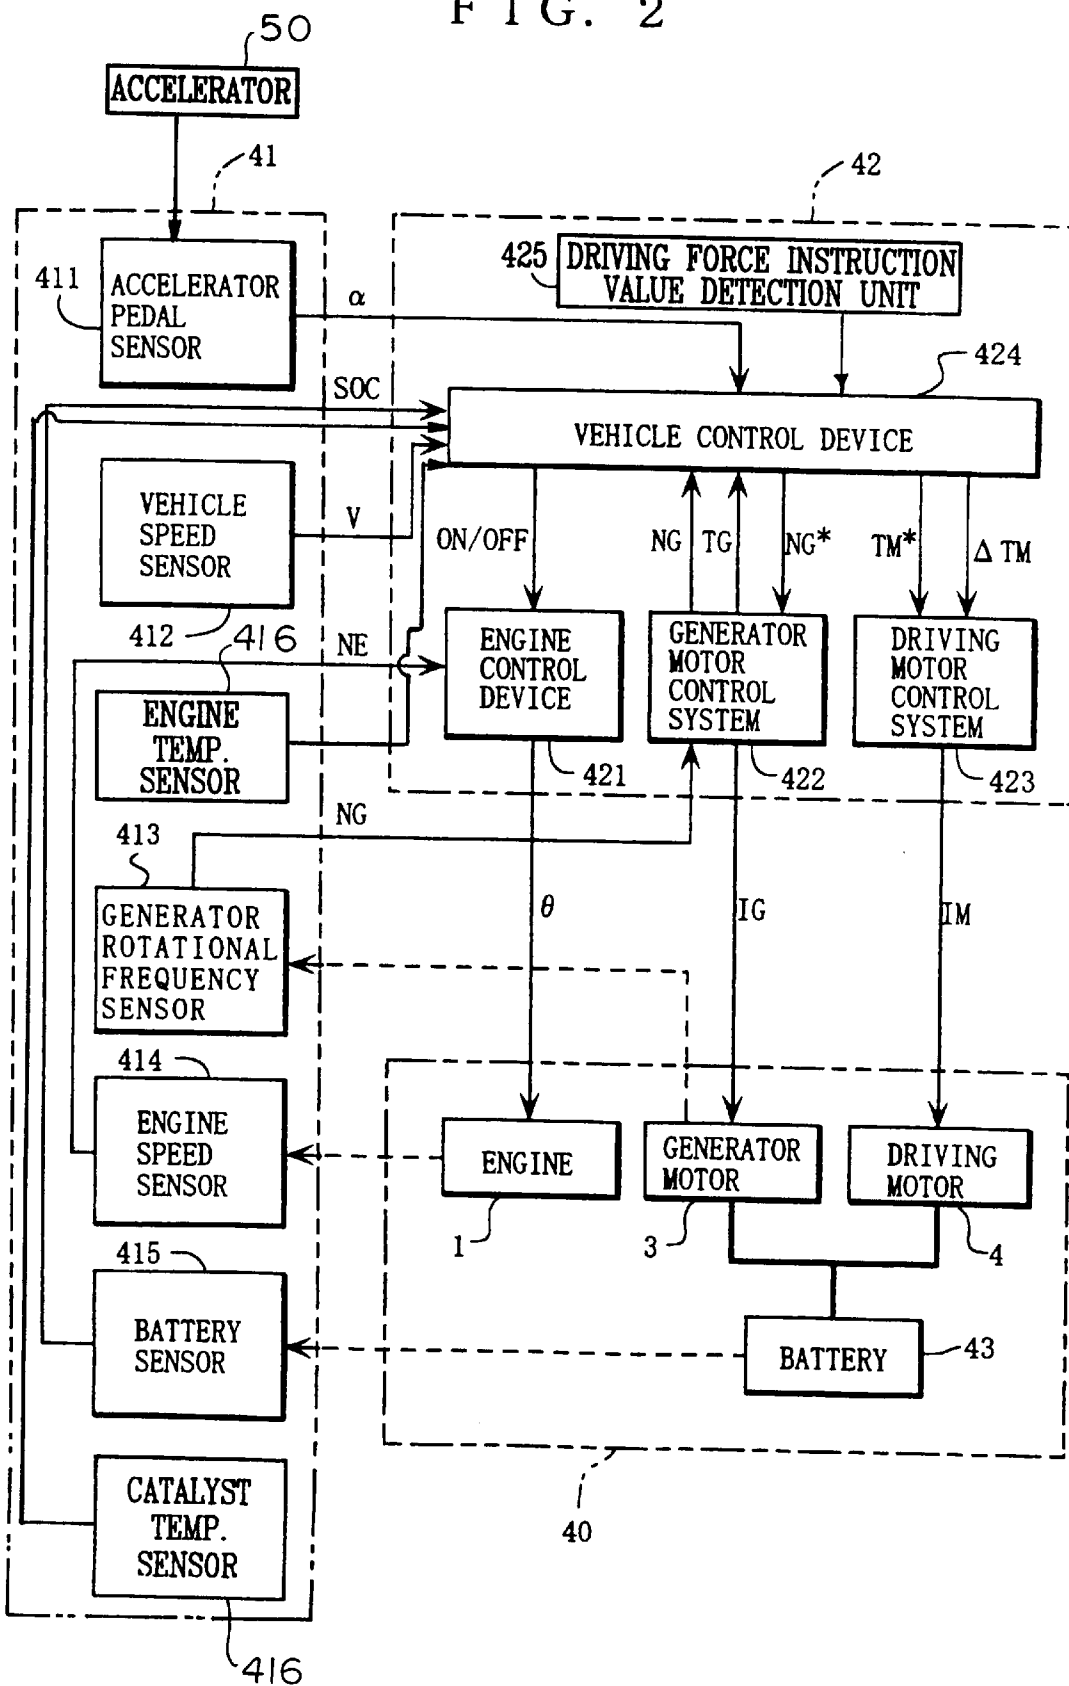 FIG. 2
50
ACCELERATOR
41
42
411
ACCELERATOR
PEDAL
SENSOR
α
425
DRIVING FORCE INSTRUCTION
VALUE DETECTION UNIT
424
SOC
VEHICLE CONTROL DEVICE
VEHICLE
SPEED
SENSOR
V
412
ON/OFF
NG
TG
NG*
TM*
Δ TM
416
NE
ENGINE
CONTROL
DEVICE
GENERATOR
MOTOR
CONTROL
SYSTEM
DRIVING
MOTOR
CONTROL
SYSTEM
ENGINE
TEMP.
SENSOR
421
422
423
413
NG
GENERATOR
ROTATIONAL
FREQUENCY
SENSOR
θ
IG
IM
414
ENGINE
SPEED
SENSOR
ENGINE
GENERATOR
MOTOR
DRIVING
MOTOR
1
3
4
415
BATTERY
SENSOR
BATTERY
43
CATALYST
TEMP.
SENSOR
40
416